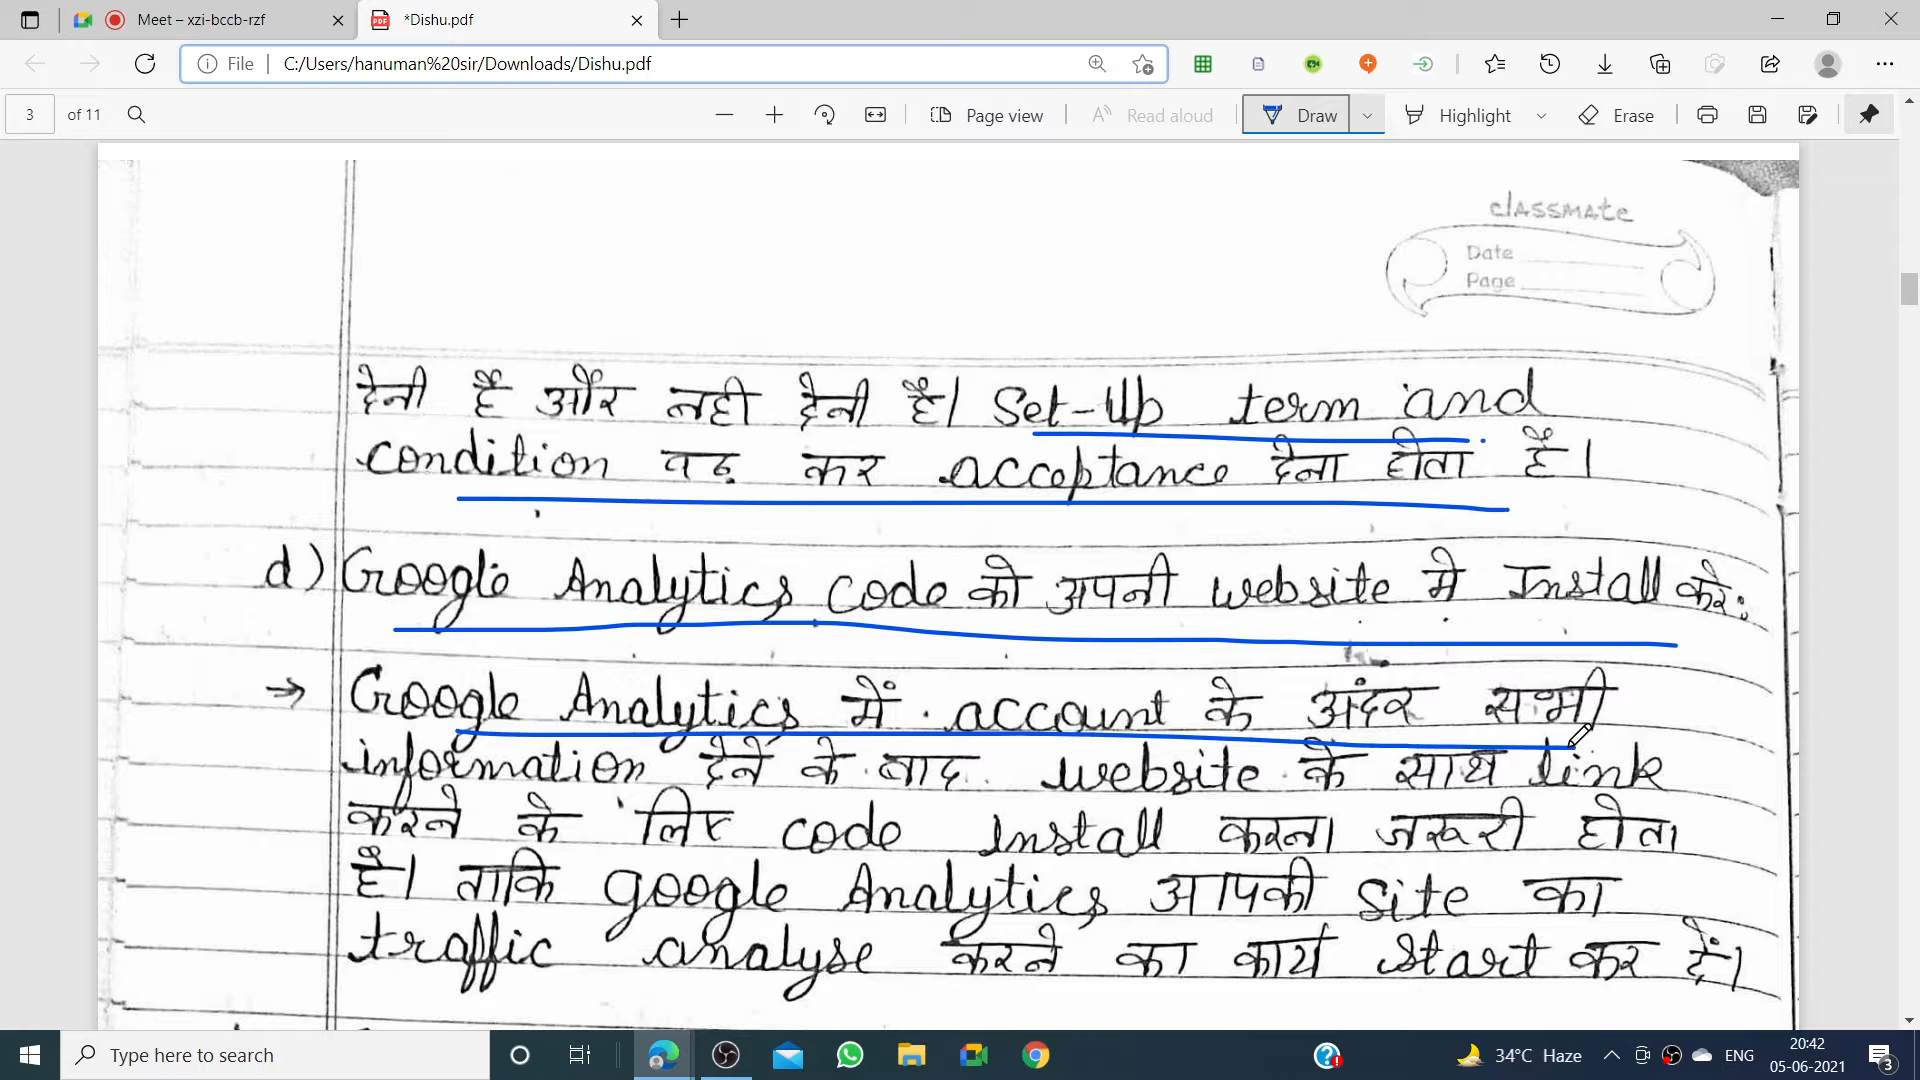 Meet – xzi-bccb-rzf
*Dishu.pdf
File
C:/Users/hanuman%20sir/Downloads/Dishu.pdf
3 of 11
Page view
Read aloud
Draw
Highlight
Erase
classmate
Date
Page
देनी है और नही देनी है। Set-Up term and
condition पढ़ कर acceptance देना होता है।
d) Google Analytics code को अपनी website मे Install करे:
→ Google Analytics में account के अंदर सभी
information देने के बाद website के साथ link
करने के लिए code install करना जरूरी होता
है। ताकि google Analytics आपकी site का
traffic analyse करने का कार्य start कर दें।
Type here to search
34°C Haze
ENG
20:42
05-06-2021
3